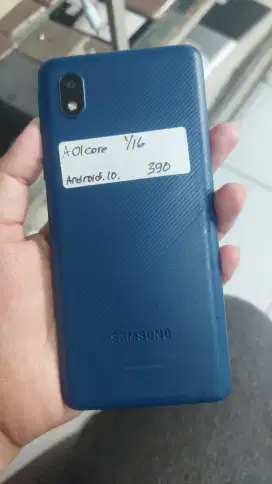 A01core 1/16
Android.10. 390
SAMSUNG